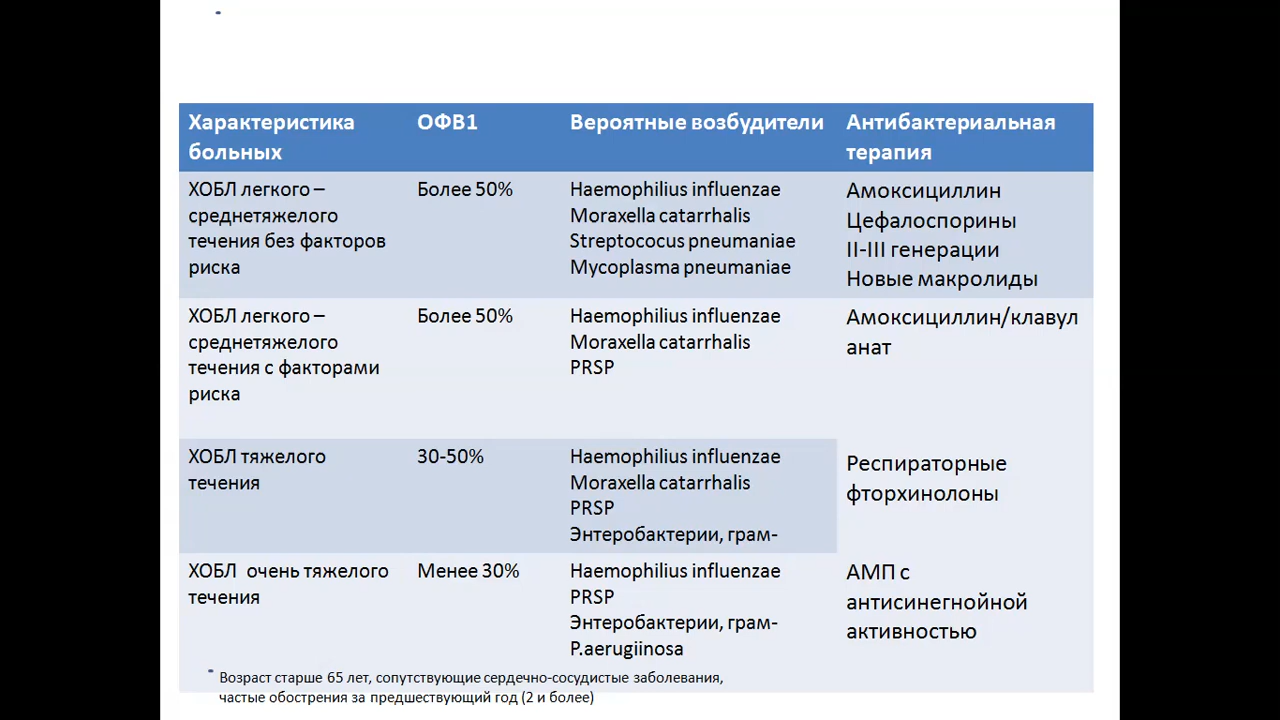 Характеристика больных
ОФВ1
Вероятные возбудители
Антибактериальная терапия
ХОБЛ легкого –
среднетяжелого
течения без факторов
риска
Более 50%
Haemophilius influenzae
Moraxella catarrhalis
Streptococus pneumaniae
Mycoplasma pneumaniae
Амоксициллин
Цефалоспорины
II-III генерации
Новые макролиды
ХОБЛ легкого –
среднетяжелого
течения с факторами
риска
Более 50%
Haemophilius influenzae
Moraxella catarrhalis
PRSP
Амоксициллин/клавул
анат
ХОБЛ тяжелого
течения
30-50%
Haemophilius influenzae
Moraxella catarrhalis
PRSP
Энтеробактерии, грам-
Респираторные
фторхинолоны
ХОБЛ очень тяжелого
течения
Менее 30%
Haemophilius influenzae
PRSP
Энтеробактерии, грам-
P.aerugiinosa
АМП с
антисинегнойной
активностью
Возраст старше 65 лет, сопутствующие сердечно-сосудистые заболевания,
частые обострения за предшествующий год (2 и более)